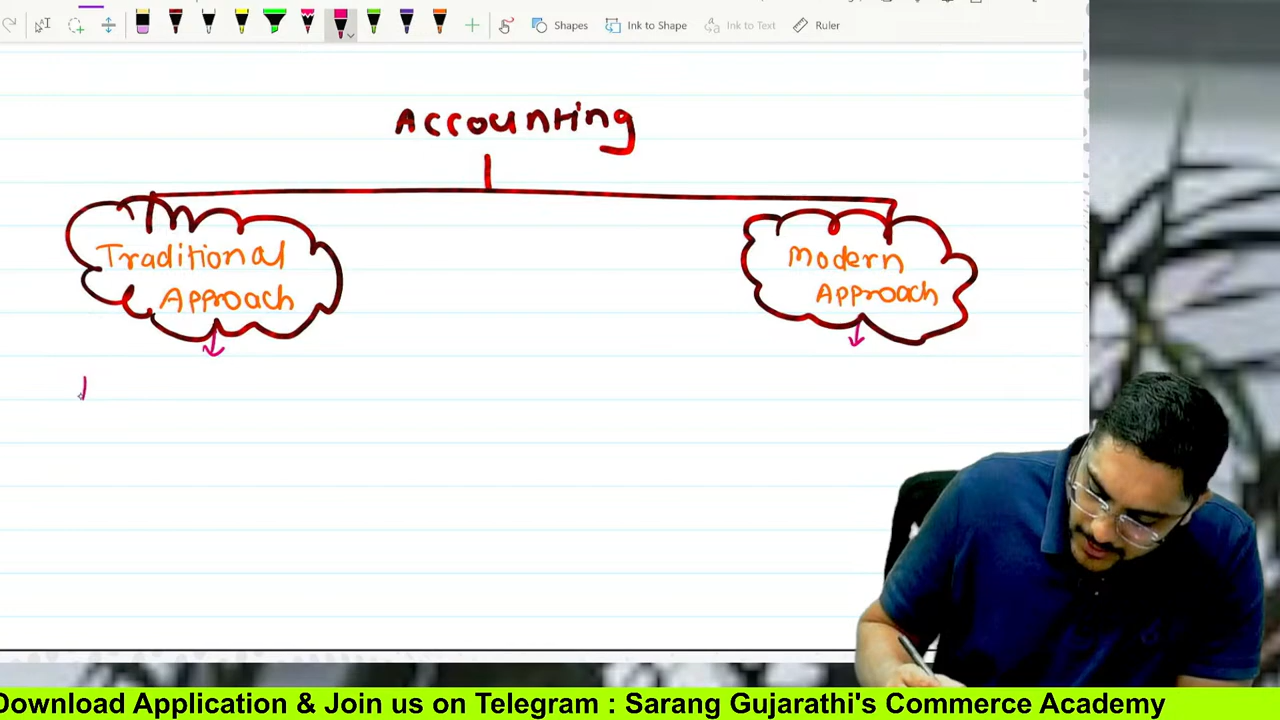 Shapes
Ink to Shape
Ink to Text
Ruler
Accounting
Traditional
Approach
Modern
Approach
Download Application & Join us on Telegram : Sarang Gujarathi's Commerce Academy